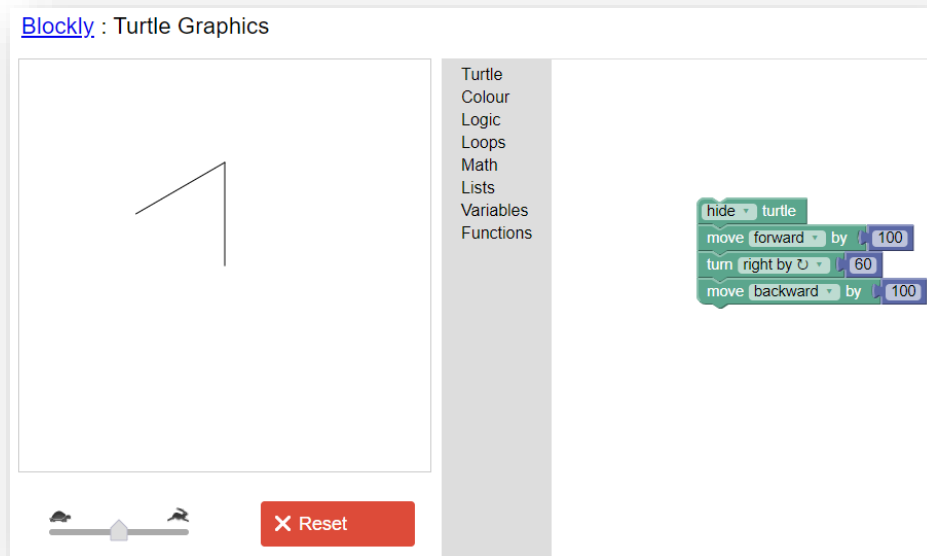 Blockly : Turtle Graphics
Turtle
Colour
Logic
Loops
Math
Lists
Variables
Functions
hide turtle
move forward by 100
turn right by ↻ 60
move backward by 100
Reset